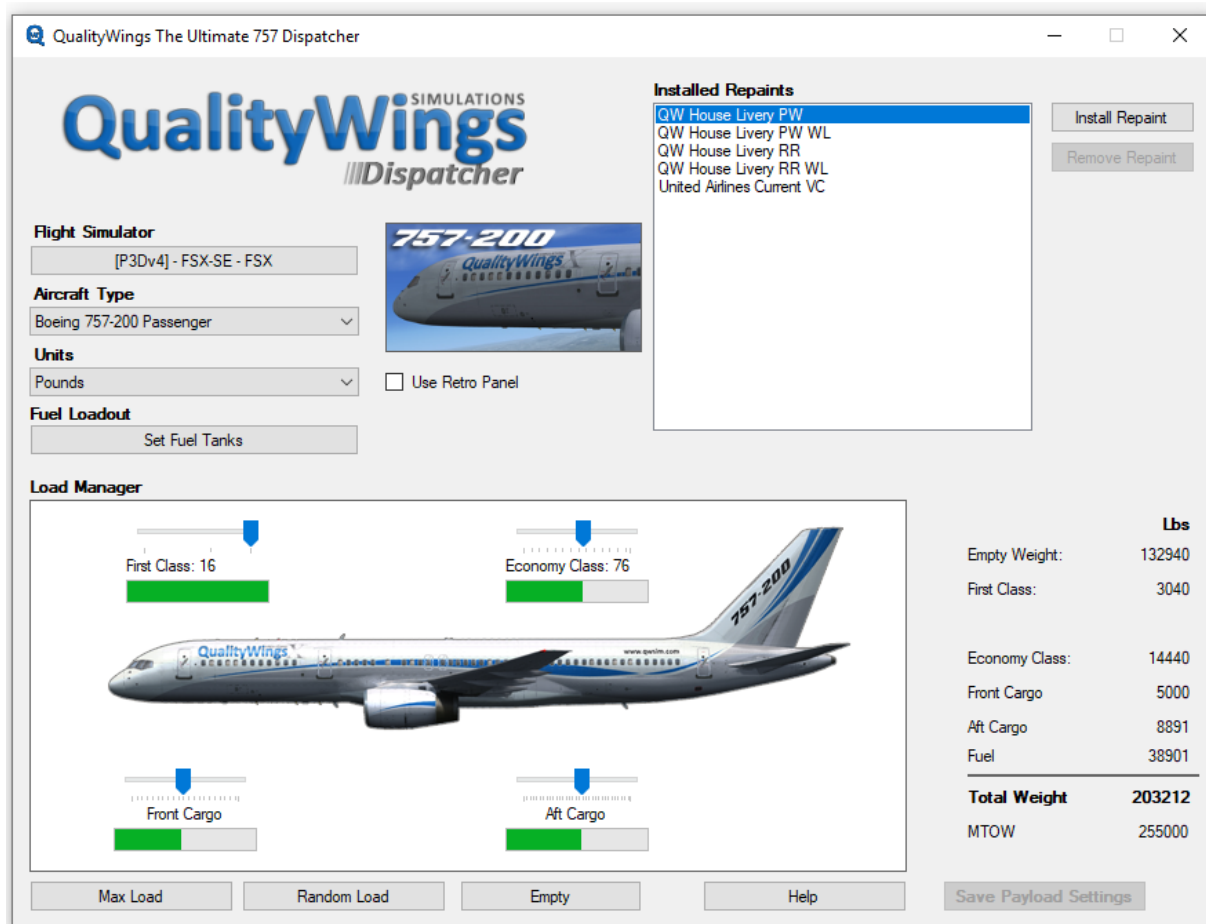 QualityWings The Ultimate 757 Dispatcher
QualityWings
SIMULATIONS
Dispatcher
Installed Repaints
QW House Livery PW
QW House Livery PW WL
QW House Livery RR
QW House Livery RR WL
United Airlines Current VC
Install Repaint
Remove Repaint
Flight Simulator
[P3Dv4] - FSX-SE - FSX
Aircraft Type
Boeing 757-200 Passenger
Units
Pounds
Fuel Loadout
Set Fuel Tanks
757-200
QualityWings
Use Retro Panel
Load Manager
First Class: 16
Economy Class: 76
757-200
QualityWings
www.qwsim.com
Front Cargo
Aft Cargo
Lbs
Empty Weight: 132940
First Class: 3040
Economy Class: 14440
Front Cargo 5000
Aft Cargo 8891
Fuel 38901
Total Weight 203212
MTOW 255000
Max Load
Random Load
Empty
Help
Save Payload Settings